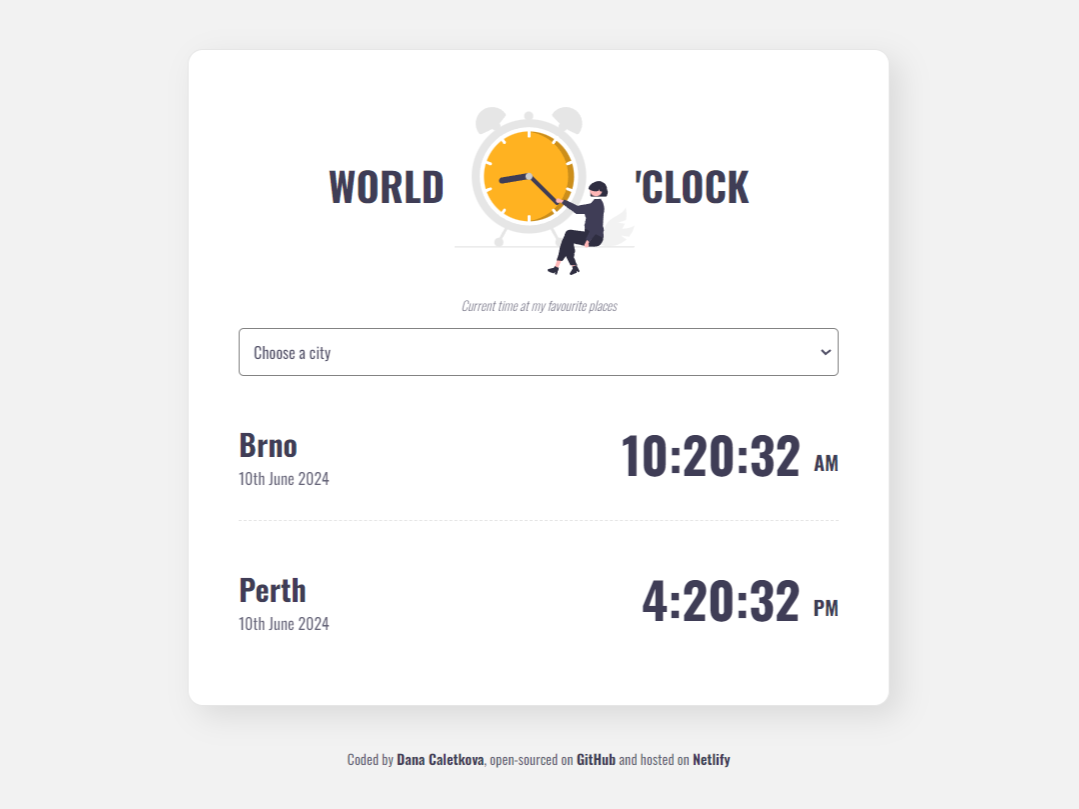 WORLD 'CLOCK
Current time at my favourite places
Choose a city
Brno
10th June 2024
10:20:32 AM
Perth
10th June 2024
4:20:32 PM
Coded by Dana Caletkova, open-sourced on GitHub and hosted on Netlify